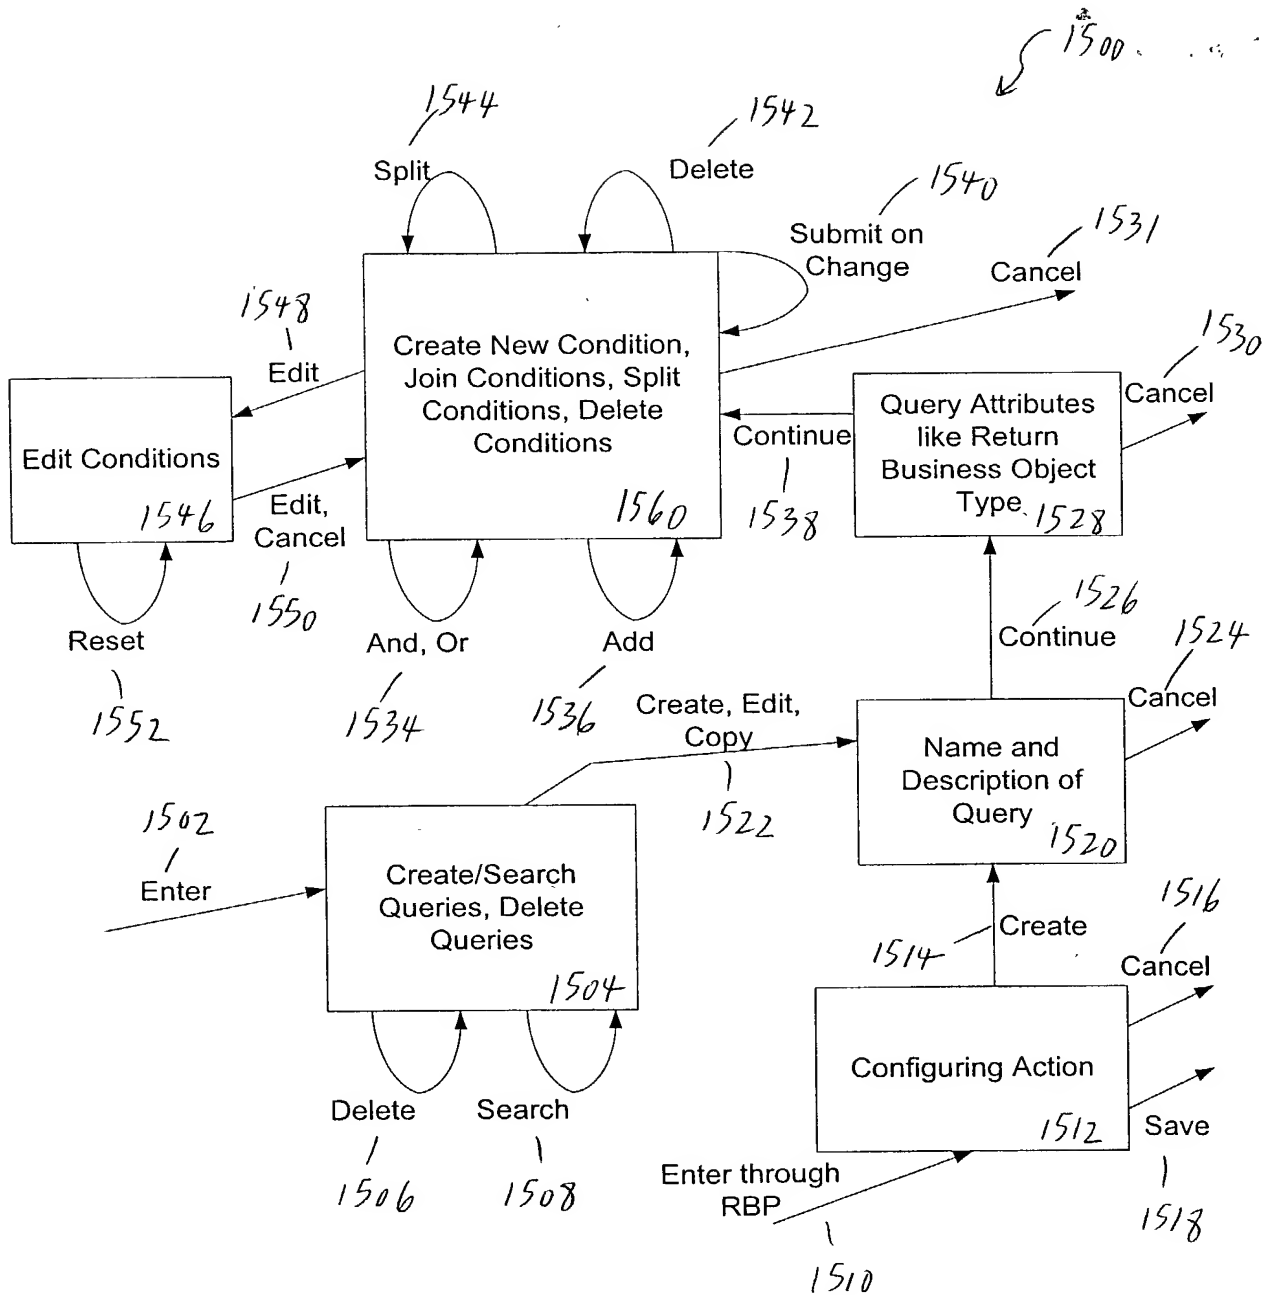 1500
1544
1542
Split
Delete
1540
1531
Submit on
Change
Cancel
1548
1530
Edit
Create New Condition,
Join Conditions, Split
Conditions, Delete
Conditions
1560
Cancel
Query Attributes
like Return
Business Object
Type
1528
Continue
1538
Edit Conditions
1546
Edit,
Cancel
1550
Reset
1552
And, Or
1534
Add
1536
1526
Continue
1524
Cancel
Create, Edit,
Copy
1522
Name and
Description of
Query
1520
1502
Enter
Create/Search
Queries, Delete
Queries
1504
1514
Create
1516
Cancel
Configuring Action
1512
Save
1518
Delete
1506
Search
1508
Enter through
RBP
1510